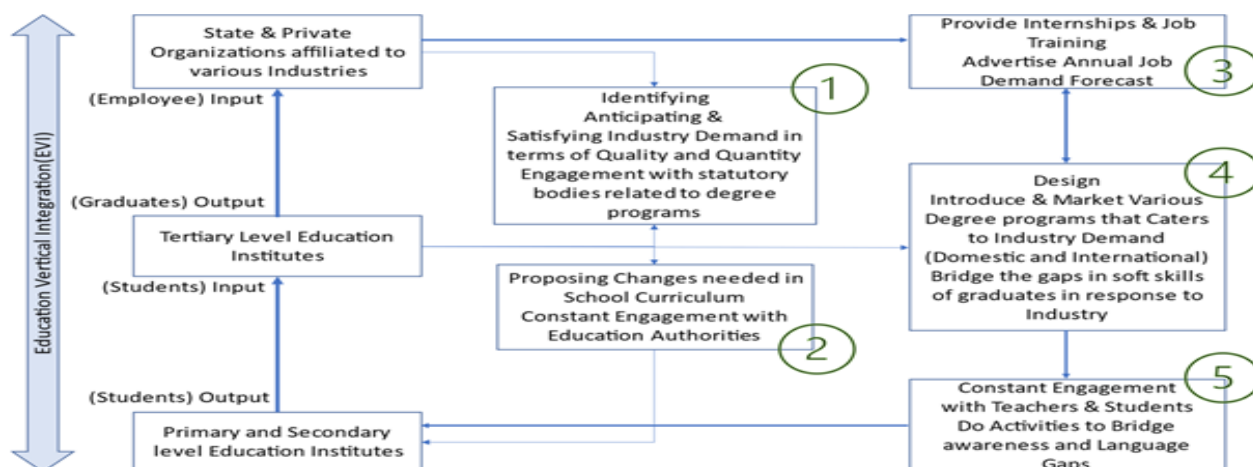 Education Vertical Integration(EVI)
State & Private
Organizations affiliated to
various Industries
(Employee) Input
(Graduates) Output
Tertiary Level Education
Institutes
(Students) Input
(Students) Output
Primary and Secondary
level Education Institutes
1
Identifying
Anticipating &
Satisfying Industry Demand in
terms of Quality and Quantity
Engagement with statutory
bodies related to degree
programs
Proposing Changes needed in
School Curriculum
Constant Engagement with
Education Authorities
2
Provide Internships & Job
Training
Advertise Annual Job
Demand Forecast
3
4
Design
Introduce & Market Various
Degree programs that Caters
to Industry Demand
(Domestic and International)
Bridge the gaps in soft skills
of graduates in response to
Industry
5
Constant Engagement
with Teachers & Students
Do Activities to Bridge
awareness and Language
Gaps